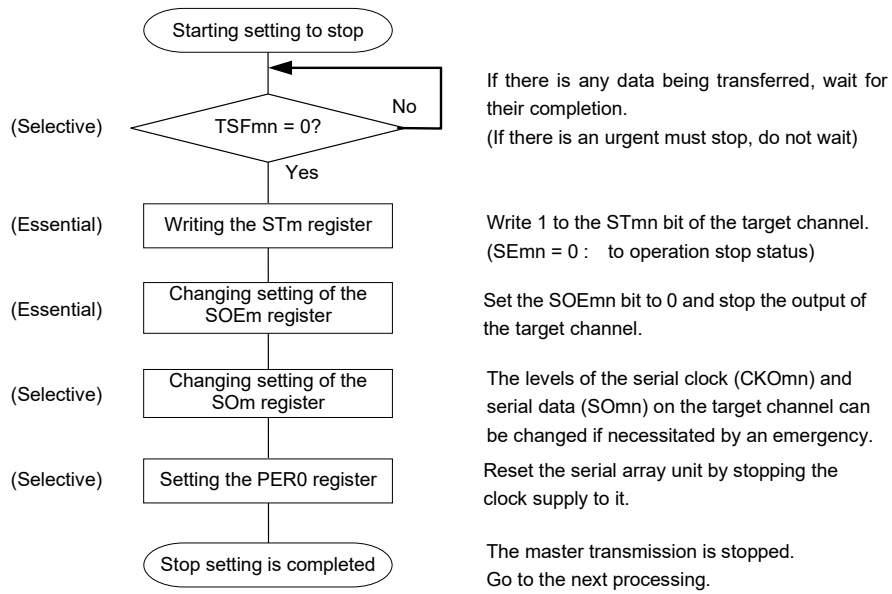 Starting setting to stop
If there is any data being transferred, wait for
their completion.
(If there is an urgent must stop, do not wait)
(Selective)
TSFmn = 0?
No
Yes
(Essential)
Writing the STm register
Write 1 to the STmn bit of the target channel.
(SEmn = 0 : to operation stop status)
(Essential)
Changing setting of the
SOEm register
Set the SOEmn bit to 0 and stop the output of
the target channel.
(Selective)
Changing setting of the
SOm register
The levels of the serial clock (CKOmn) and
serial data (SOmn) on the target channel can
be changed if necessitated by an emergency.
(Selective)
Setting the PER0 register
Reset the serial array unit by stopping the
clock supply to it.
Stop setting is completed
The master transmission is stopped.
Go to the next processing.